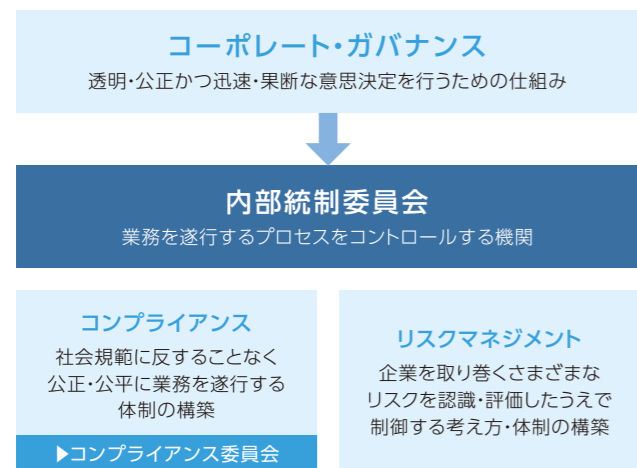 コーポレート・ガバナンス
透明・公正かつ迅速・果断な意思決定を行うための仕組み
内部統制委員会
業務を遂行するプロセスをコントロールする機関
コンプライアンス
社会規範に反することなく
公正・公平に業務を遂行する
体制の構築
▶コンプライアンス委員会
リスクマネジメント
企業を取り巻くさまざまな
リスクを認識・評価したうえで
制御する考え方・体制の構築